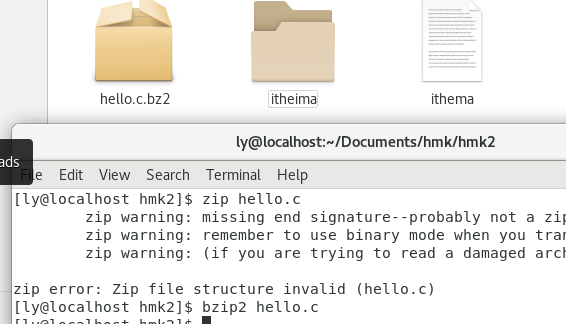 hello.c.bz2
itheima
ithema
ly@localhost:~/Documents/hmk/hmk2
ads
File Edit View Search Terminal Help
[ly@localhost hmk2]$ zip hello.c
zip warning: missing end signature--probably not a zip
zip warning: remember to use binary mode when you tran
zip warning: (if you are trying to read a damaged arch
zip error: Zip file structure invalid (hello.c)
[ly@localhost hmk2]$ bzip2 hello.c
[ly@localhost hmk2]$